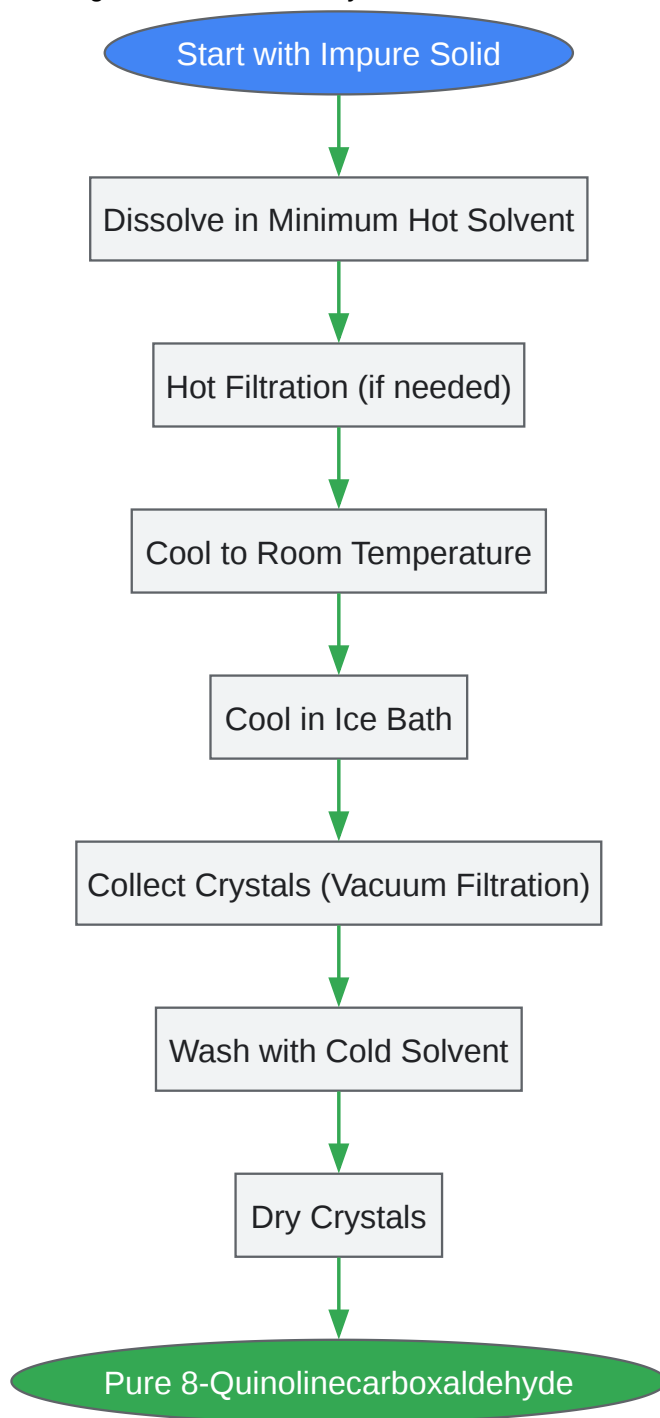 Start with Impure Solid
Dissolve in Minimum Hot Solvent
Hot Filtration (if needed)
Cool to Room Temperature
Cool in Ice Bath
Collect Crystals (Vacuum Filtration)
Wash with Cold Solvent
Dry Crystals
Pure 8-Quinolinecarboxaldehyde